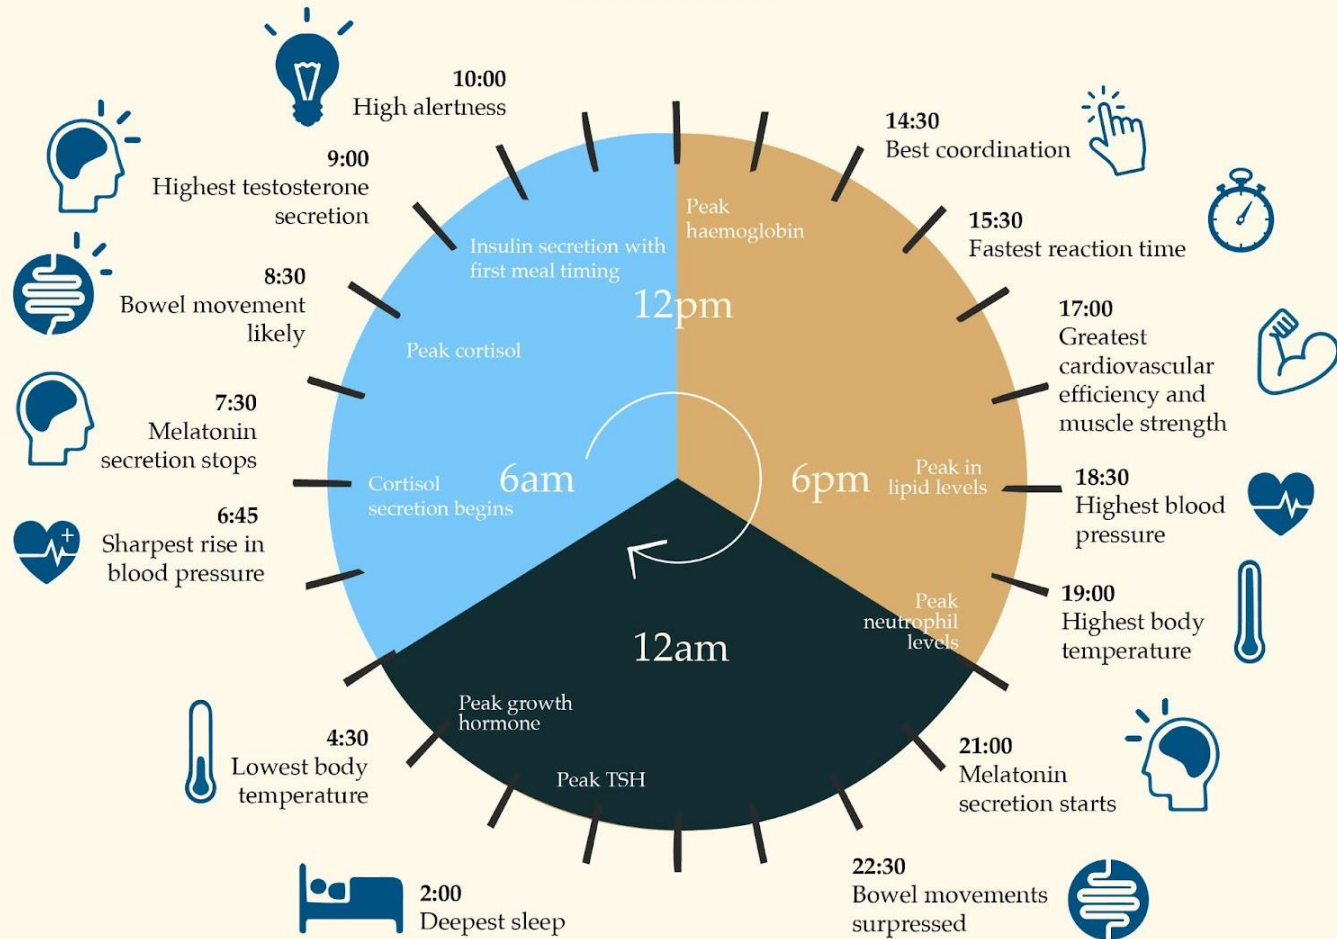 10:00
High alertness
9:00
Highest testosterone
secretion
8:30
Bowel movement
likely
7:30
Melatonin
secretion stops
6:45
Sharpest rise in
blood pressure
4:30
Lowest body
temperature
2:00
Deepest sleep
14:30
Best coordination
15:30
Fastest reaction time
17:00
Greatest
cardiovascular
efficiency and
muscle strength
18:30
Highest blood
pressure
19:00
Highest body
temperature
21:00
Melatonin
secretion starts
22:30
Bowel movements
surpressed
Peak
haemoglobin
Insulin secretion with
first meal timing
12pm
Peak cortisol
Cortisol
secretion begins
6am
6pm
Peak in
lipid levels
Peak
neutrophil
levels
12am
Peak growth
hormone
Peak TSH